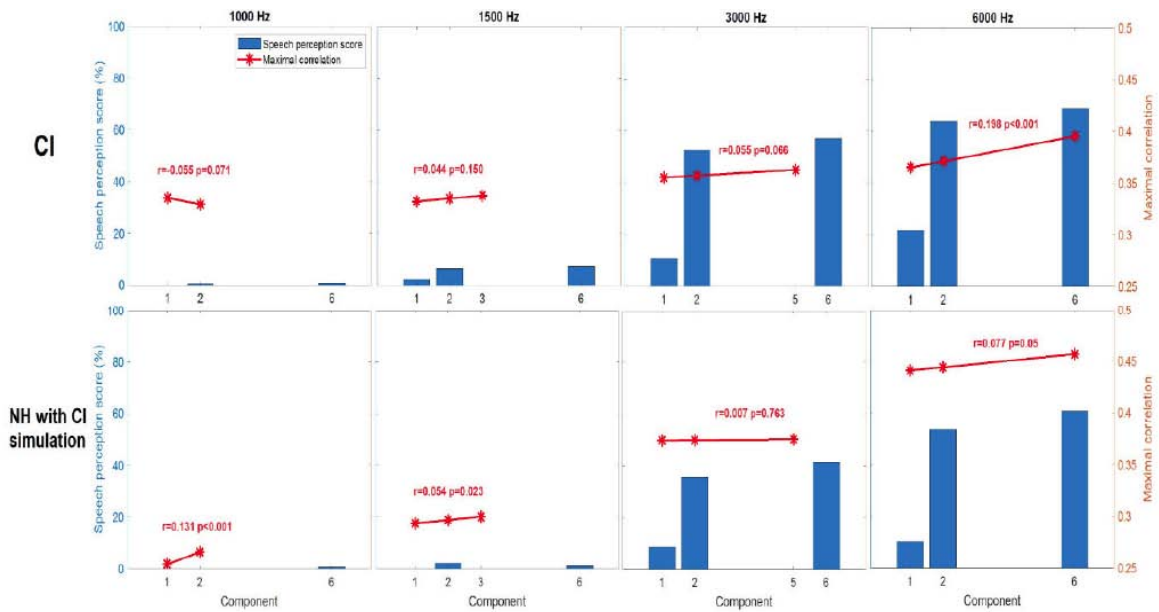 1000 Hz 1500 Hz 3000 Hz 6000 Hz
CI
Speech perception score (%)
100
80
60
40
20
0
Speech perception score
Maximal correlation
r=-0.055 p=0.071
1 2 6
r=0.044 p=0.150
1 2 3 6
r=0.055 p=0.066
1 2 5 6
r=0.198 p<0.001
1 2 6
0.5
0.45
0.4
0.35
0.3
0.25
Maximal correlation
NH with CI
simulation
Speech perception score (%)
100
80
60
40
20
0
r=0.131 p<0.001
1 2 6
Component
r=0.054 p=0.023
1 2 3 6
Component
r=0.007 p=0.763
1 2 5 6
Component
r=0.077 p=0.05
1 2 6
Component
0.5
0.45
0.4
0.35
0.3
0.25
Maximal correlation